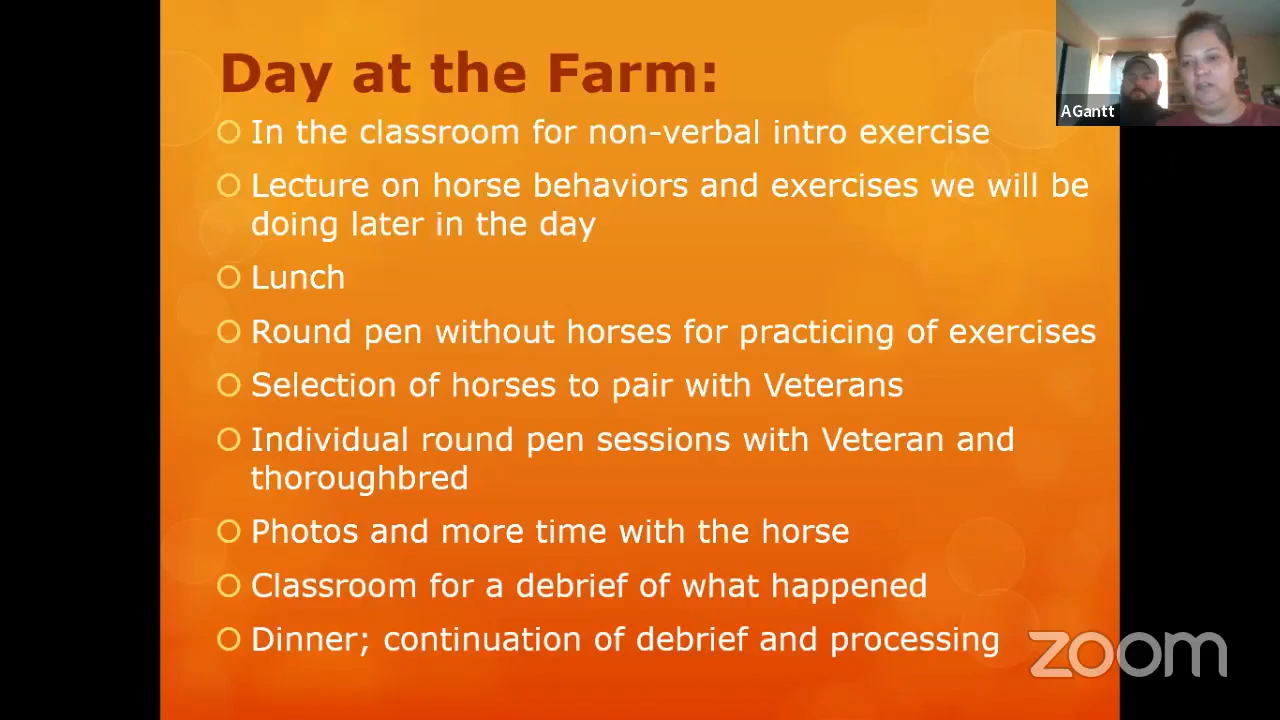 Day at the Farm:
AGantt
In the classroom for non-verbal intro exercise
Lecture on horse behaviors and exercises we will be
doing later in the day
Lunch
Round pen without horses for practicing of exercises
Selection of horses to pair with Veterans
Individual round pen sessions with Veteran and
thoroughbred
Photos and more time with the horse
Classroom for a debrief of what happened
Dinner; continuation of debrief and processing
zoom